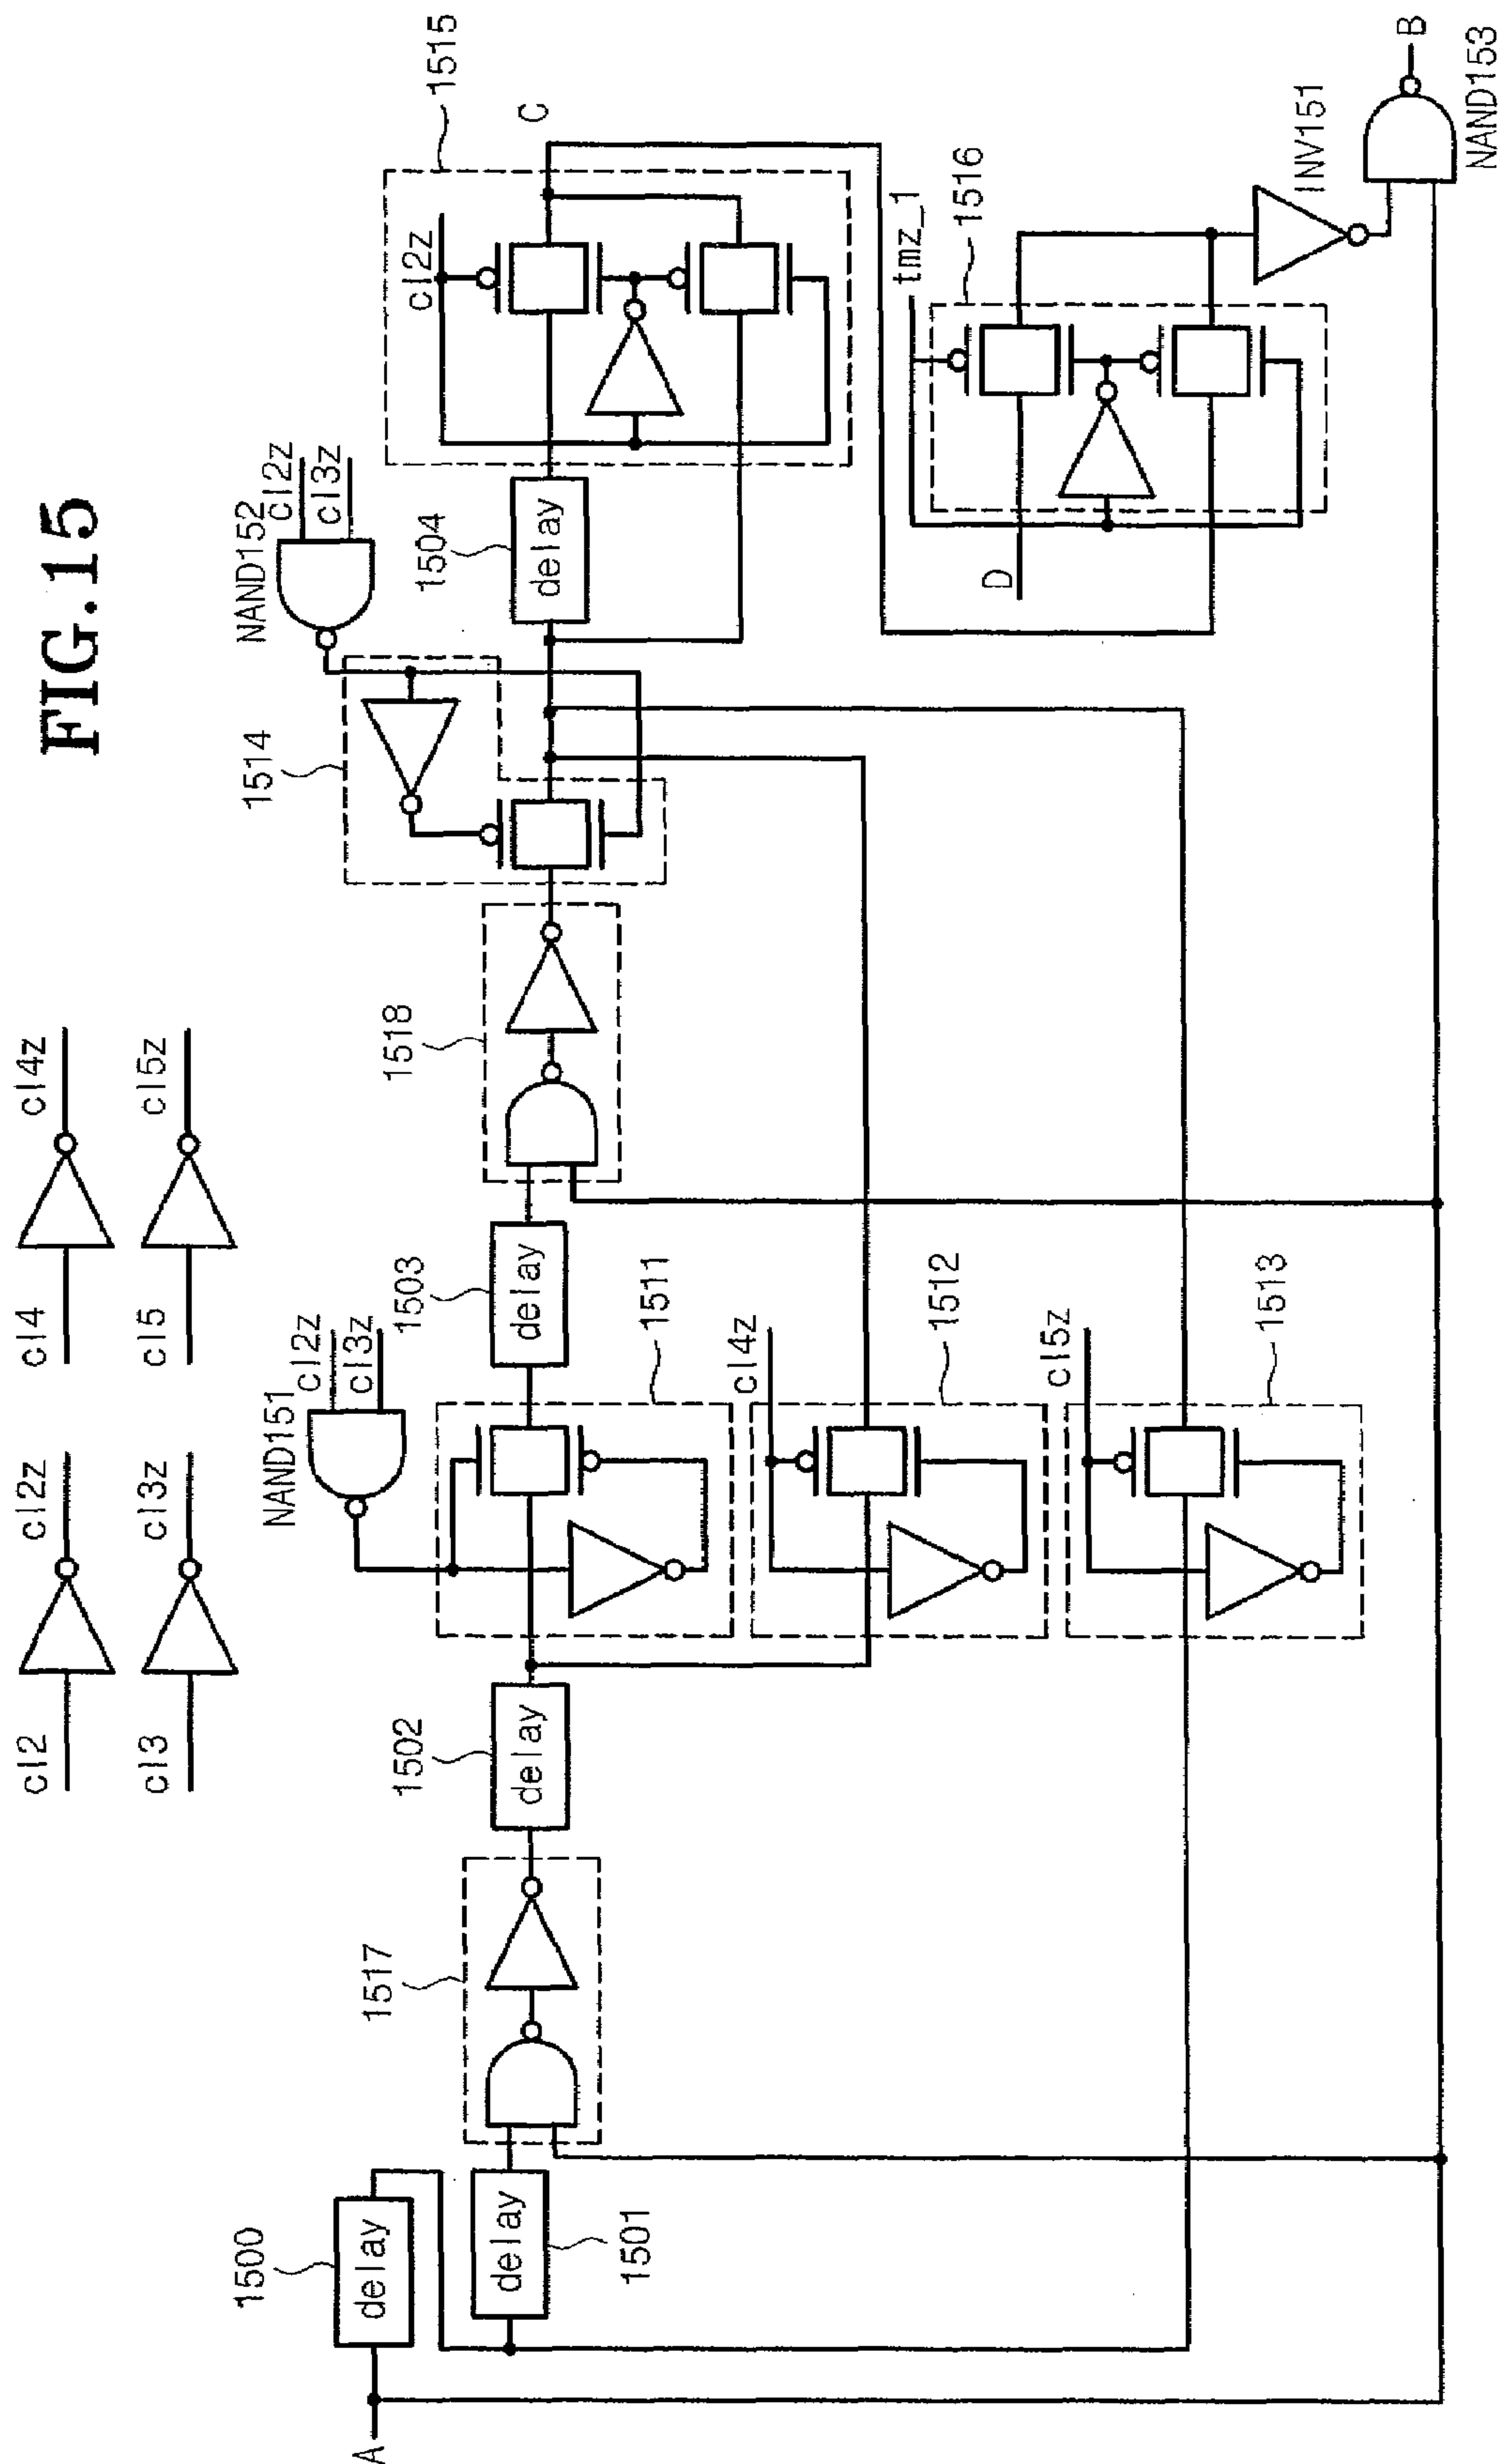 FIG.15
cl2
cl2z
cl4
cl4z
cl3
cl3z
cl5
cl5z
NAND151
cl2z
cl3z
NAND152
cl2z
cl3z
1500
delay
A
delay
1501
1517
1502
delay
1503
delay
1511
cl4z
1512
cl5z
1513
1518
1514
1504
delay
cl2z
1515
C
tmz_1
1516
D
INV151
B
NAND153